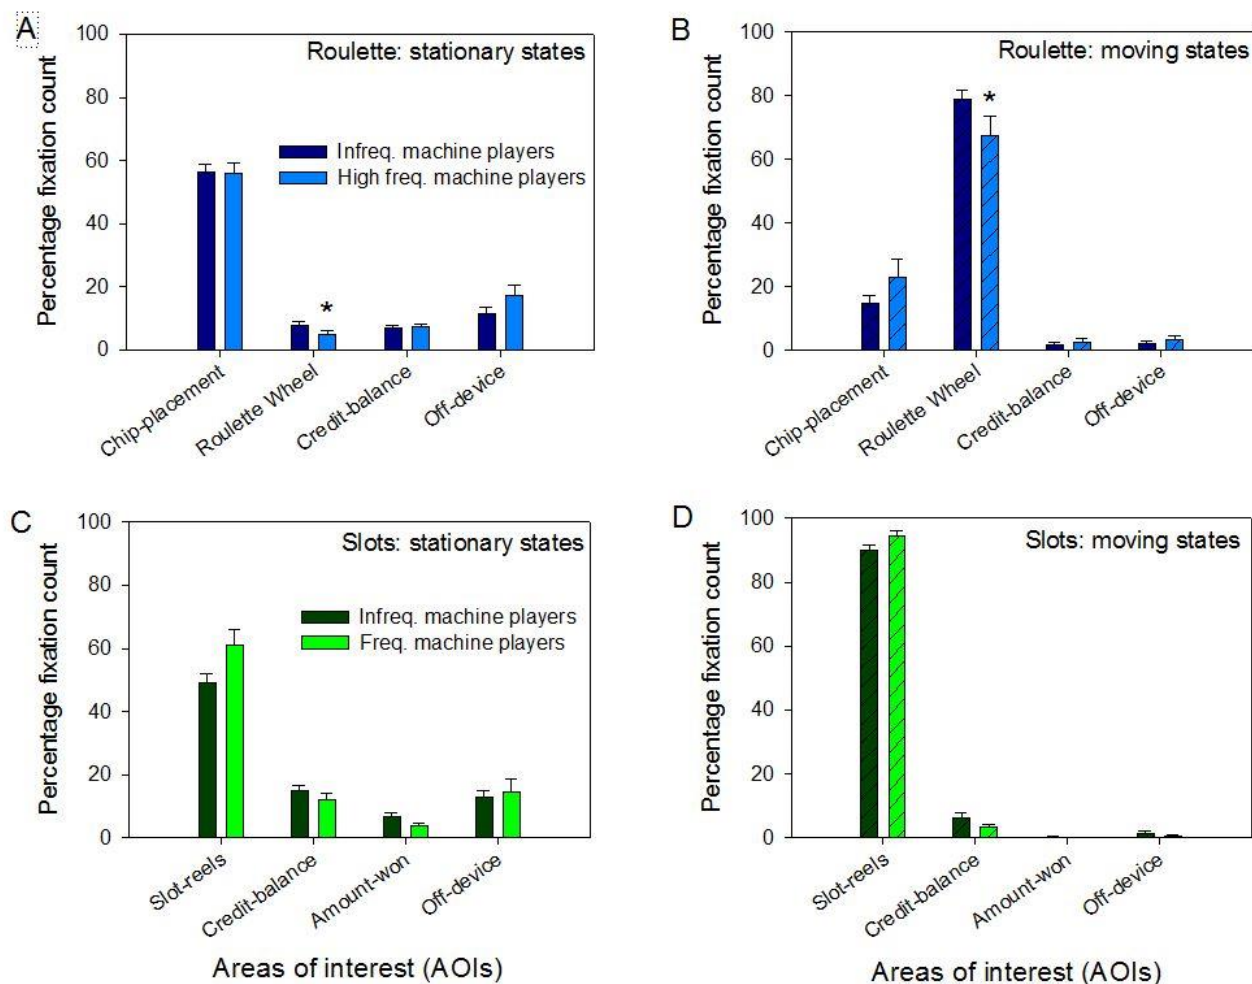 A
100
80
60
40
20
0
Percentage fixation count
Roulette: stationary states
Infreq. machine players
High freq. machine players
*
Chip-placement
Roulette Wheel
Credit-balance
Off-device
B
100
80
60
40
20
0
Percentage fixation count
Roulette: moving states
*
Chip-placement
Roulette Wheel
Credit-balance
Off-device
C
100
80
60
40
20
0
Percentage fixation count
Slots: stationary states
Infreq. machine players
Freq. machine players
Slot-reels
Credit-balance
Amount-won
Off-device
Areas of interest (AOIs)
D
100
80
60
40
20
0
Percentage fixation count
Slots: moving states
Slot-reels
Credit-balance
Amount-won
Off-device
Areas of interest (AOIs)